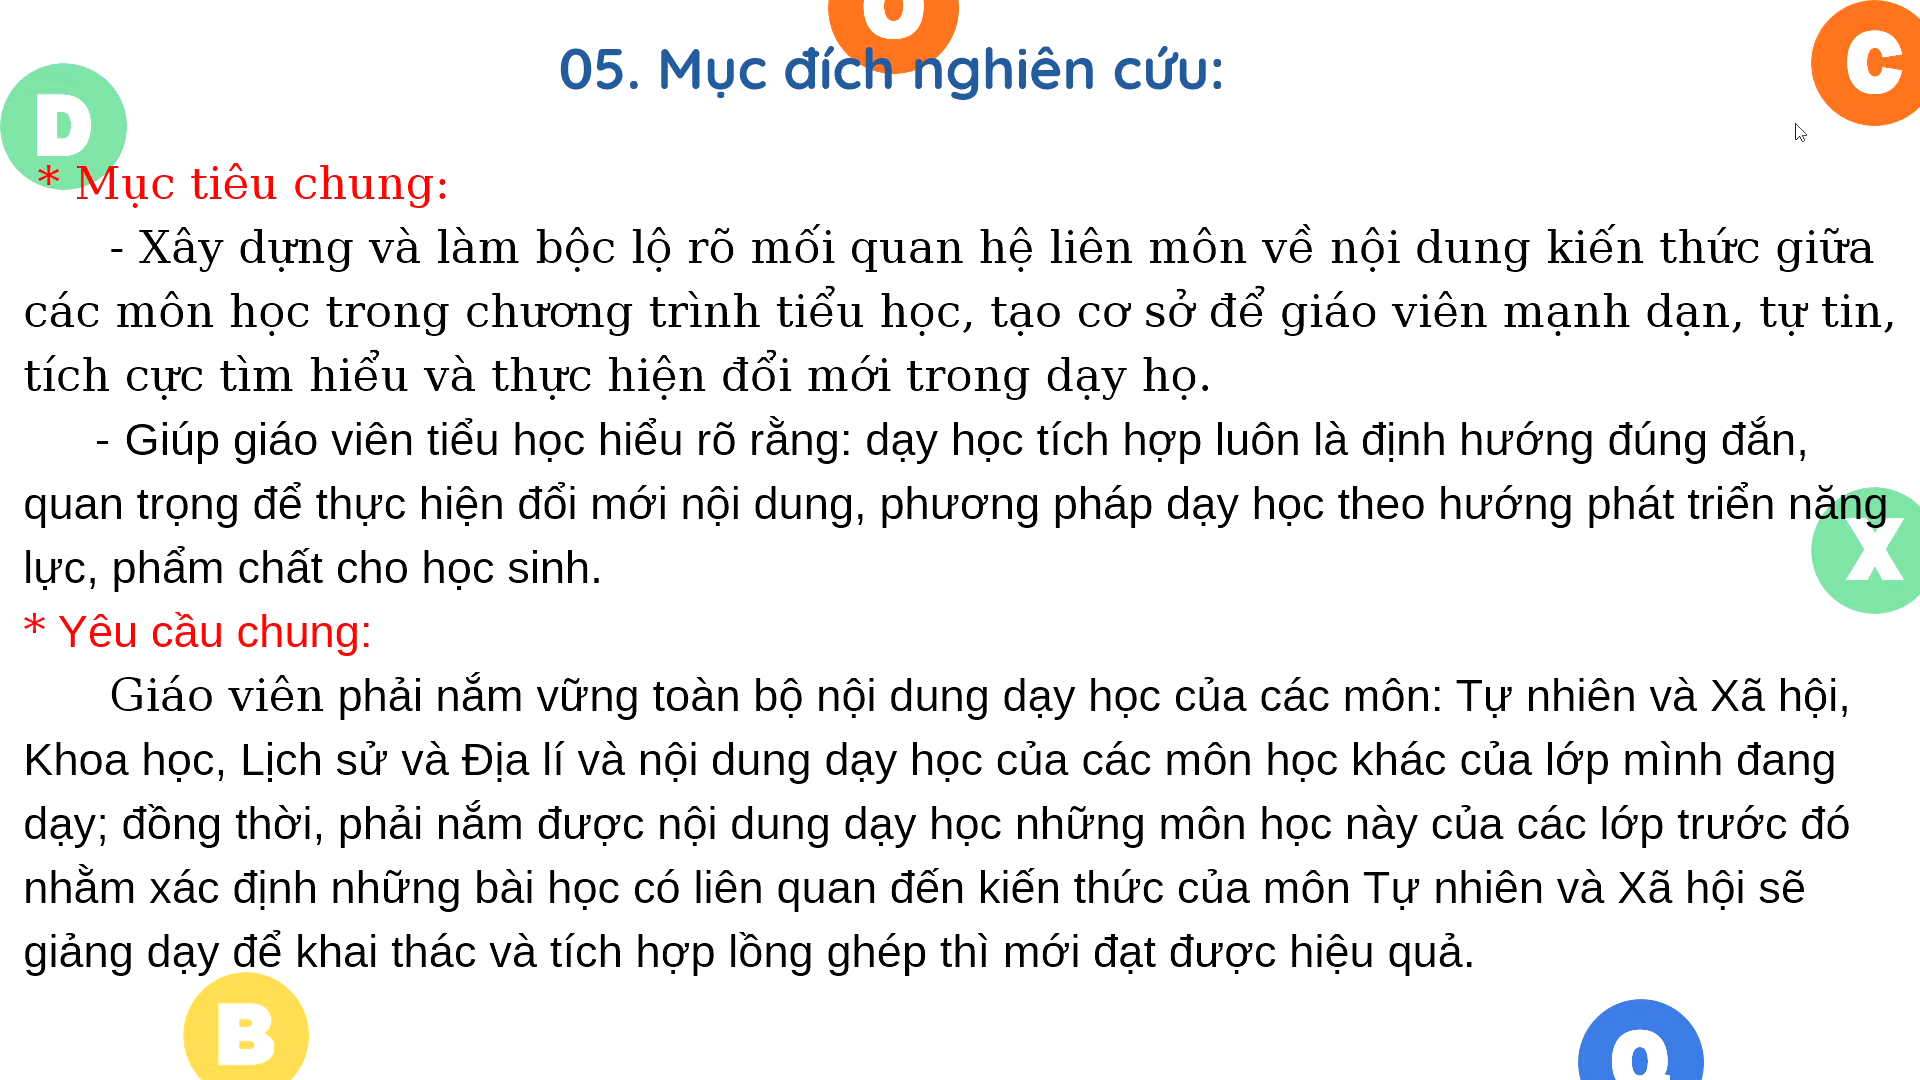 O
C
05. Mục đích nghiên cứu:
D
* Mục tiêu chung:
- Xây dựng và làm bộc lộ rõ mối quan hệ liên môn về nội dung kiến thức giữa
các môn học trong chương trình tiểu học, tạo cơ sở để giáo viên mạnh dạn, tự tin,
tích cực tìm hiểu và thực hiện đổi mới trong dạy họ.
- Giúp giáo viên tiểu học hiểu rõ rằng: dạy học tích hợp luôn là định hướng đúng đắn,
quan trọng để thực hiện đổi mới nội dung, phương pháp dạy học theo hướng phát triển năng
X
lực, phẩm chất cho học sinh.
* Yêu cầu chung:
Giáo viên phải nắm vững toàn bộ nội dung dạy học của các môn: Tự nhiên và Xã hội,
Khoa học, Lịch sử và Địa lí và nội dung dạy học của các môn học khác của lớp mình đang
dạy; đồng thời, phải nắm được nội dung dạy học những môn học này của các lớp trước đó
nhằm xác định những bài học có liên quan đến kiến thức của môn Tự nhiên và Xã hội sẽ
giảng dạy để khai thác và tích hợp lồng ghép thì mới đạt được hiệu quả.
B
Q